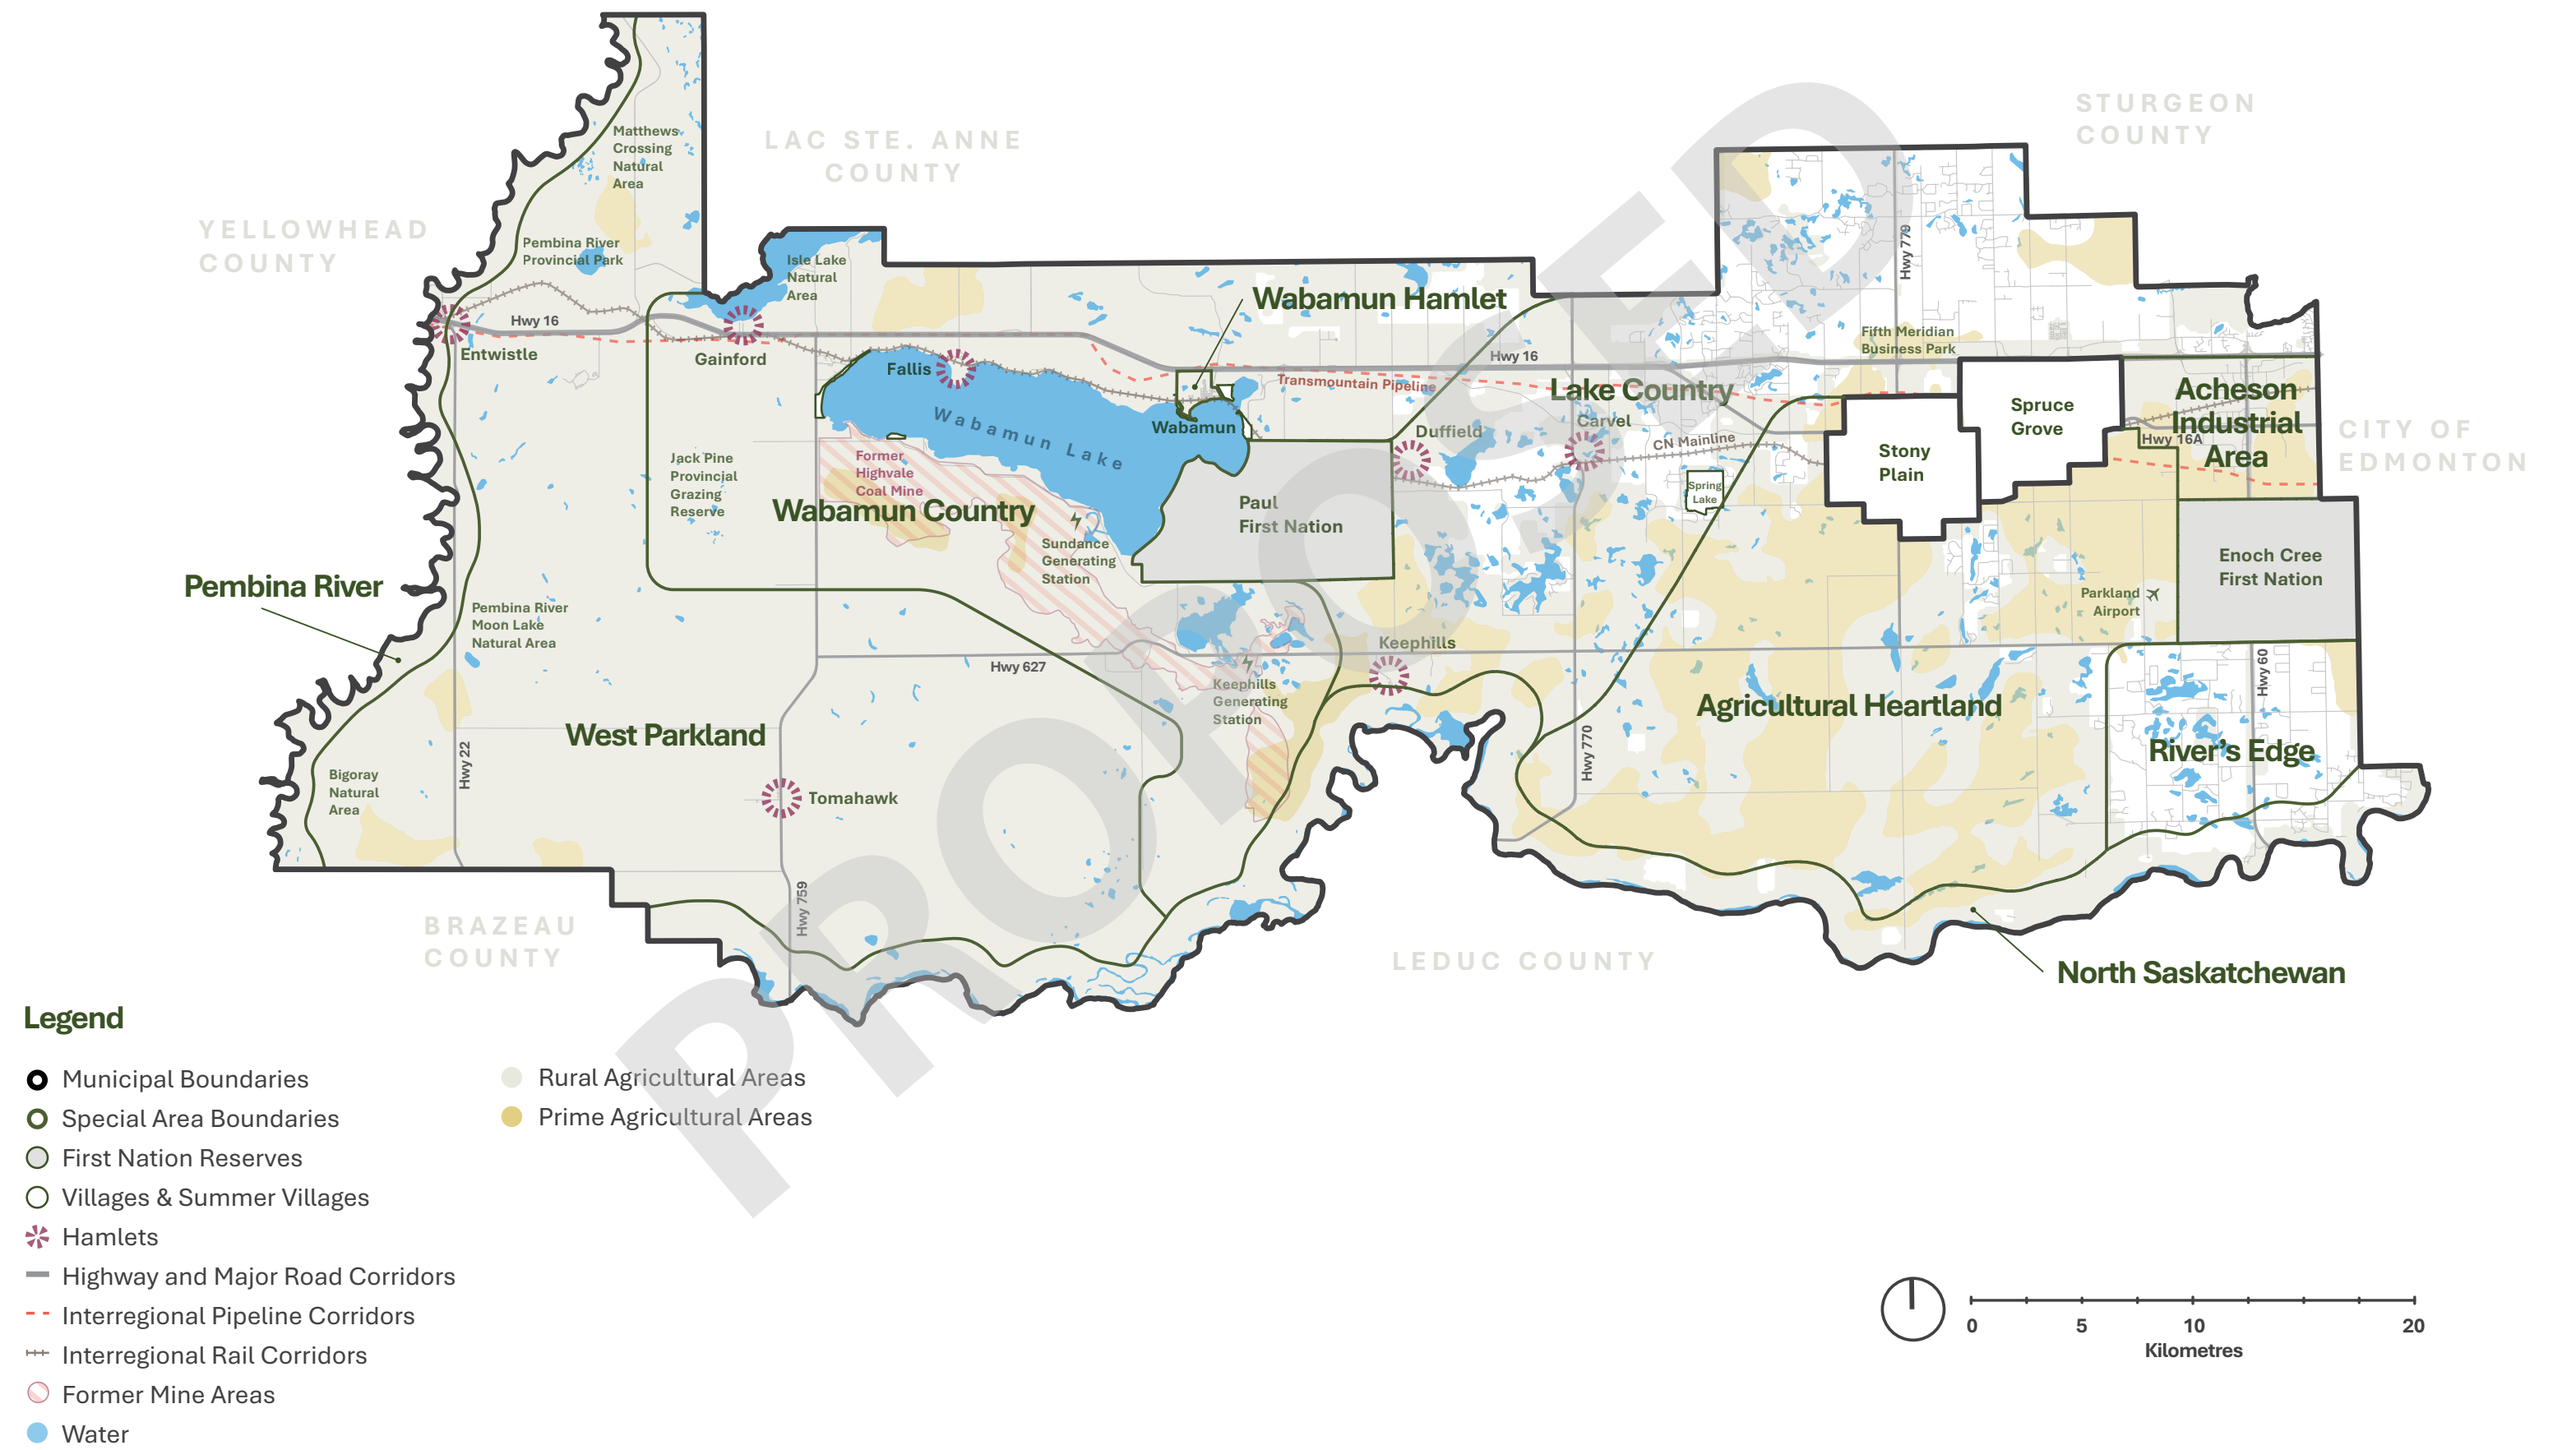 STURGEON
COUNTY
LAC STE. ANNE
COUNTY
YELLOWHEAD
COUNTY
CITY OF
EDMONTON
BRAZEAU
COUNTY
LEDUC COUNTY
PROPOSED
Matthews
Crossing
Natural
Area
Pembina River
Provincial Park
Isle Lake
Natural
Area
Hwy 16
Entwistle
Gainford
Fallis
Wabamun Hamlet
Hwy 16
Transmountain Pipeline
Hwy 779
Fifth Meridian
Business Park
Lake Country
Carvel
Duffield
CN Mainline
Spring
Lake
Stony
Plain
Spruce
Grove
Acheson
Industrial
Area
Hwy 16A
Wabamun
Wabamun Lake
Jack Pine
Provincial
Grazing
Reserve
Former
Highvale
Coal Mine
Wabamun Country
Sundance
Generating
Station
Paul
First Nation
Enoch Cree
First Nation
Parkland
Airport
Pembina River
Pembina River
Moon Lake
Natural Area
Hwy 627
Keephills
Keephills
Generating
Station
Hwy 60
Agricultural Heartland
River's Edge
West Parkland
Hwy 22
Hwy 770
Bigoray
Natural
Area
Tomahawk
Hwy 759
North Saskatchewan
Legend
Municipal Boundaries
Special Area Boundaries
First Nation Reserves
Villages & Summer Villages
Hamlets
Highway and Major Road Corridors
Interregional Pipeline Corridors
Interregional Rail Corridors
Former Mine Areas
Water
Rural Agricultural Areas
Prime Agricultural Areas
0 5 10 20
Kilometres